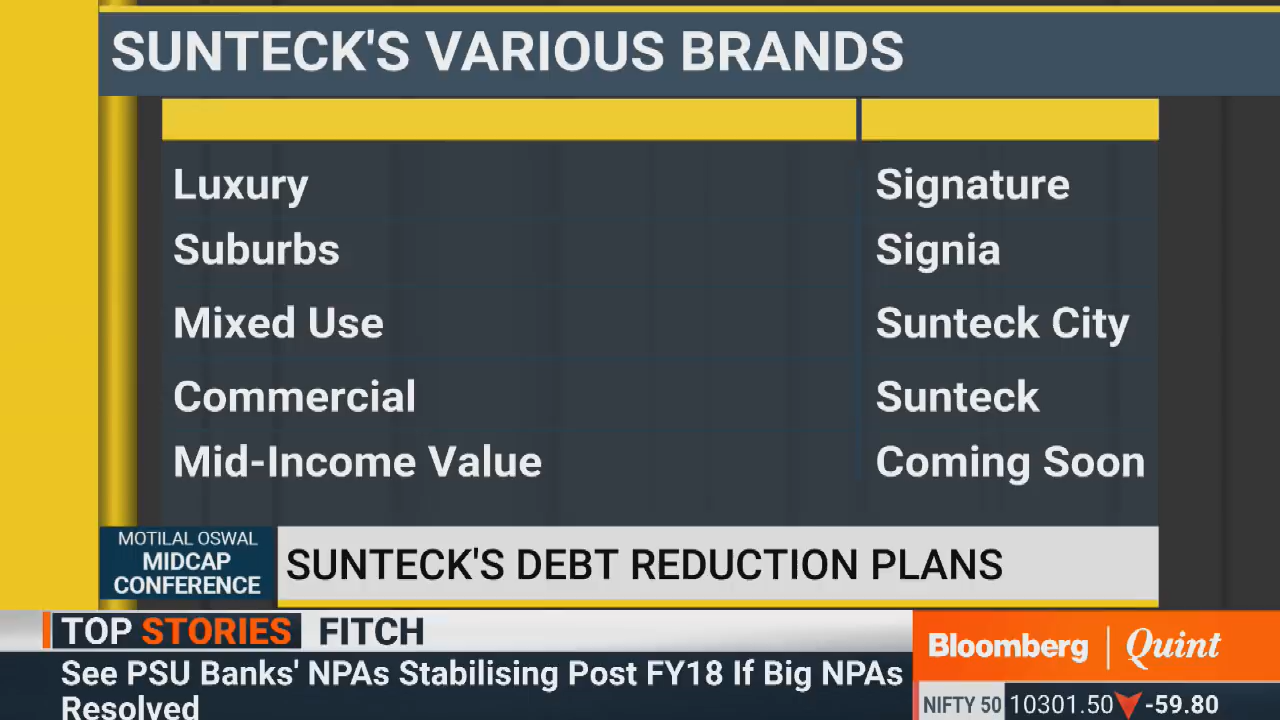 SUNTECK'S VARIOUS BRANDS
Luxury Signature
Suburbs Signia
Mixed Use Sunteck City
Commercial Sunteck
Mid-Income Value Coming Soon
MOTILAL OSWAL
MIDCAP
CONFERENCE
SUNTECK'S DEBT REDUCTION PLANS
TOP STORIES FITCH
See PSU Banks' NPAs Stabilising Post FY18 If Big NPAs
Resolved
Bloomberg | Quint
NIFTY 50 10301.50 -59.80